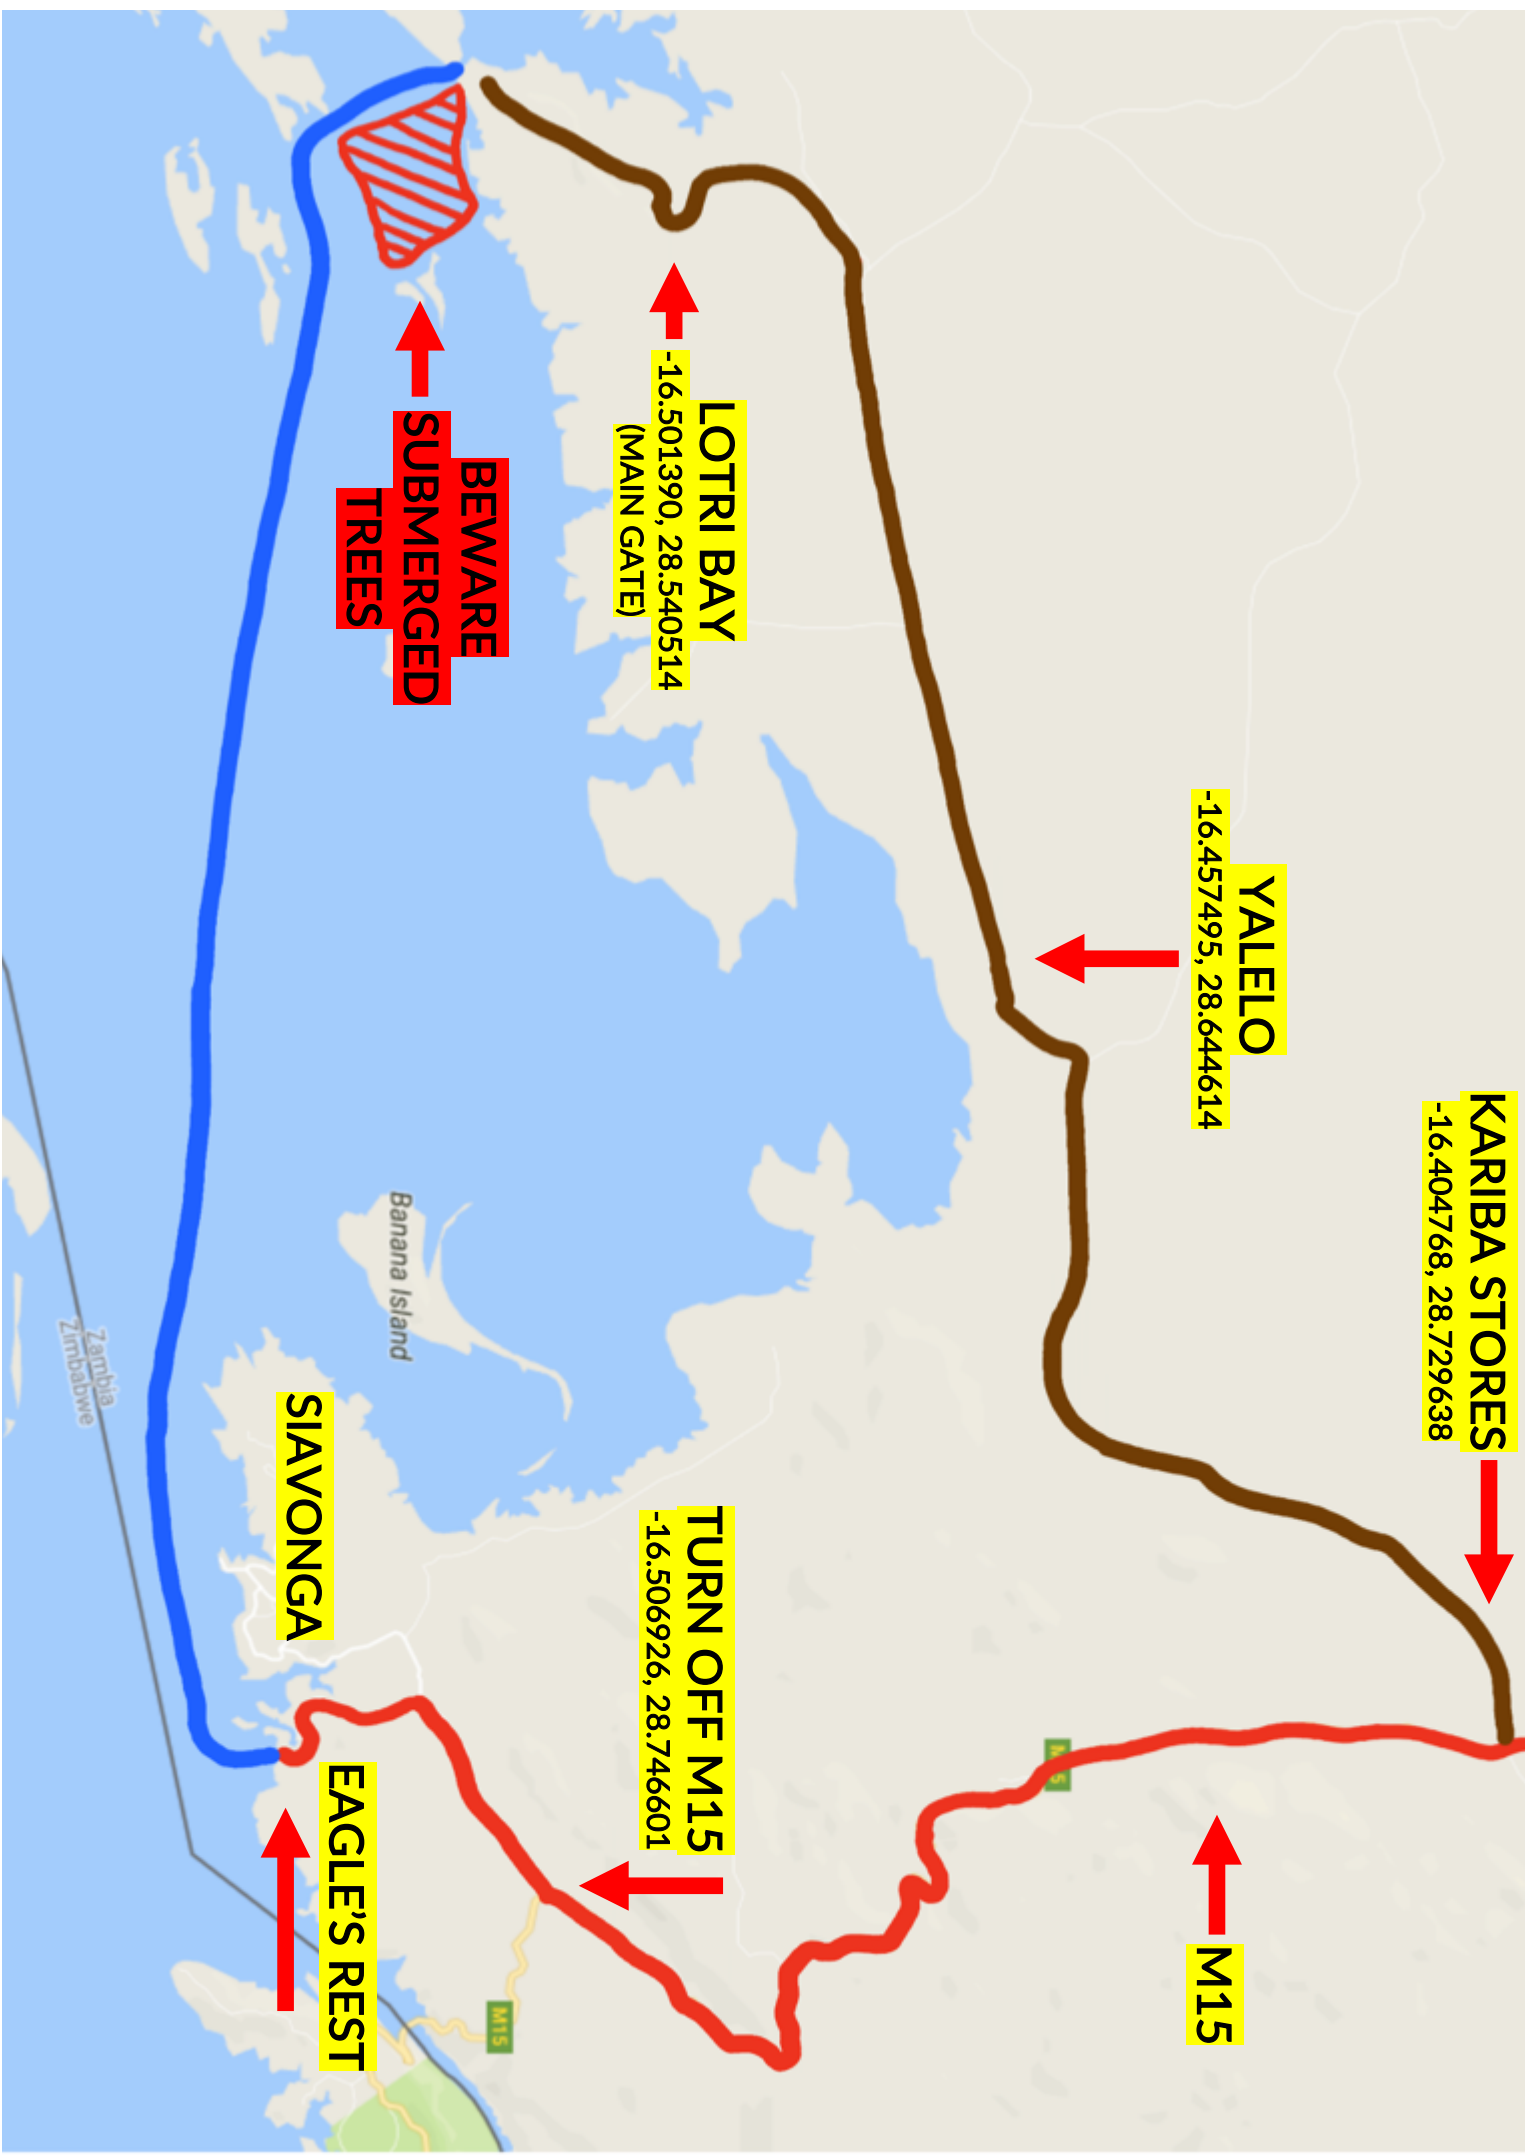 KARIBA STORES
-16.404768, 28.729638
YALELO
-16.457495, 28.644614
M15
M15
LOTRI BAY
-16.501390, 28.540514
(MAIN GATE)
TURN OFF M15
-16.506926, 28.746601
M15
BEWARE
SUBMERGED
TREES
Banana Island
SIAVONGA
EAGLE'S REST
Zambia
Zimbabwe